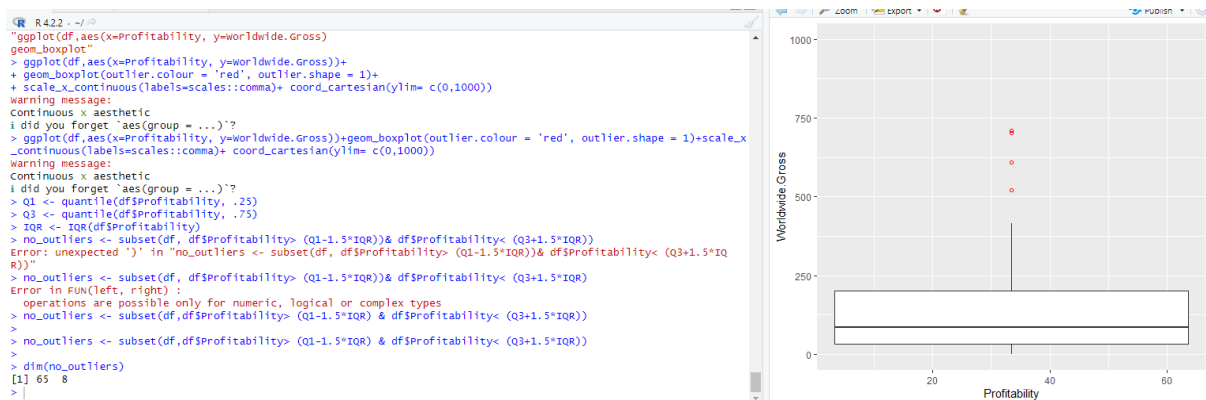 R 4.2.2 · ~/
Zoom Export Publish
"ggplot(df,aes(x=Profitability, y=Worldwide.Gross)
geom_boxplot"
> ggplot(df,aes(x=Profitability, y=Worldwide.Gross))+
+ geom_boxplot(outlier.colour = 'red', outlier.shape = 1)+
+ scale_x_continuous(labels=scales::comma)+ coord_cartesian(ylim= c(0,1000))
Warning message:
Continuous x aesthetic
ℹ did you forget `aes(group = ...)`?
> ggplot(df,aes(x=Profitability, y=Worldwide.Gross))+geom_boxplot(outlier.colour = 'red', outlier.shape = 1)+scale_x
_continuous(labels=scales::comma)+ coord_cartesian(ylim= c(0,1000))
Warning message:
Continuous x aesthetic
ℹ did you forget `aes(group = ...)`?
> Q1 <- quantile(df$Profitability, .25)
> Q3 <- quantile(df$Profitability, .75)
> IQR <- IQR(df$Profitability)
> no_outliers <- subset(df, df$Profitability> (Q1-1.5*IQR))& df$Profitability< (Q3+1.5*IQR))
Error: unexpected ')' in "no_outliers <- subset(df, df$Profitability> (Q1-1.5*IQR))& df$Profitability< (Q3+1.5*IQ
R))"
> no_outliers <- subset(df, df$Profitability> (Q1-1.5*IQR))& df$Profitability< (Q3+1.5*IQR)
Error in FUN(left, right) :
operations are possible only for numeric, logical or complex types
> no_outliers <- subset(df,df$Profitability> (Q1-1.5*IQR) & df$Profitability< (Q3+1.5*IQR))
>
> no_outliers <- subset(df,df$Profitability> (Q1-1.5*IQR) & df$Profitability< (Q3+1.5*IQR))
>
> dim(no_outliers)
[1] 65 8
>
1000
750
500
250
0
Worldwide.Gross
20 40 60
Profitability